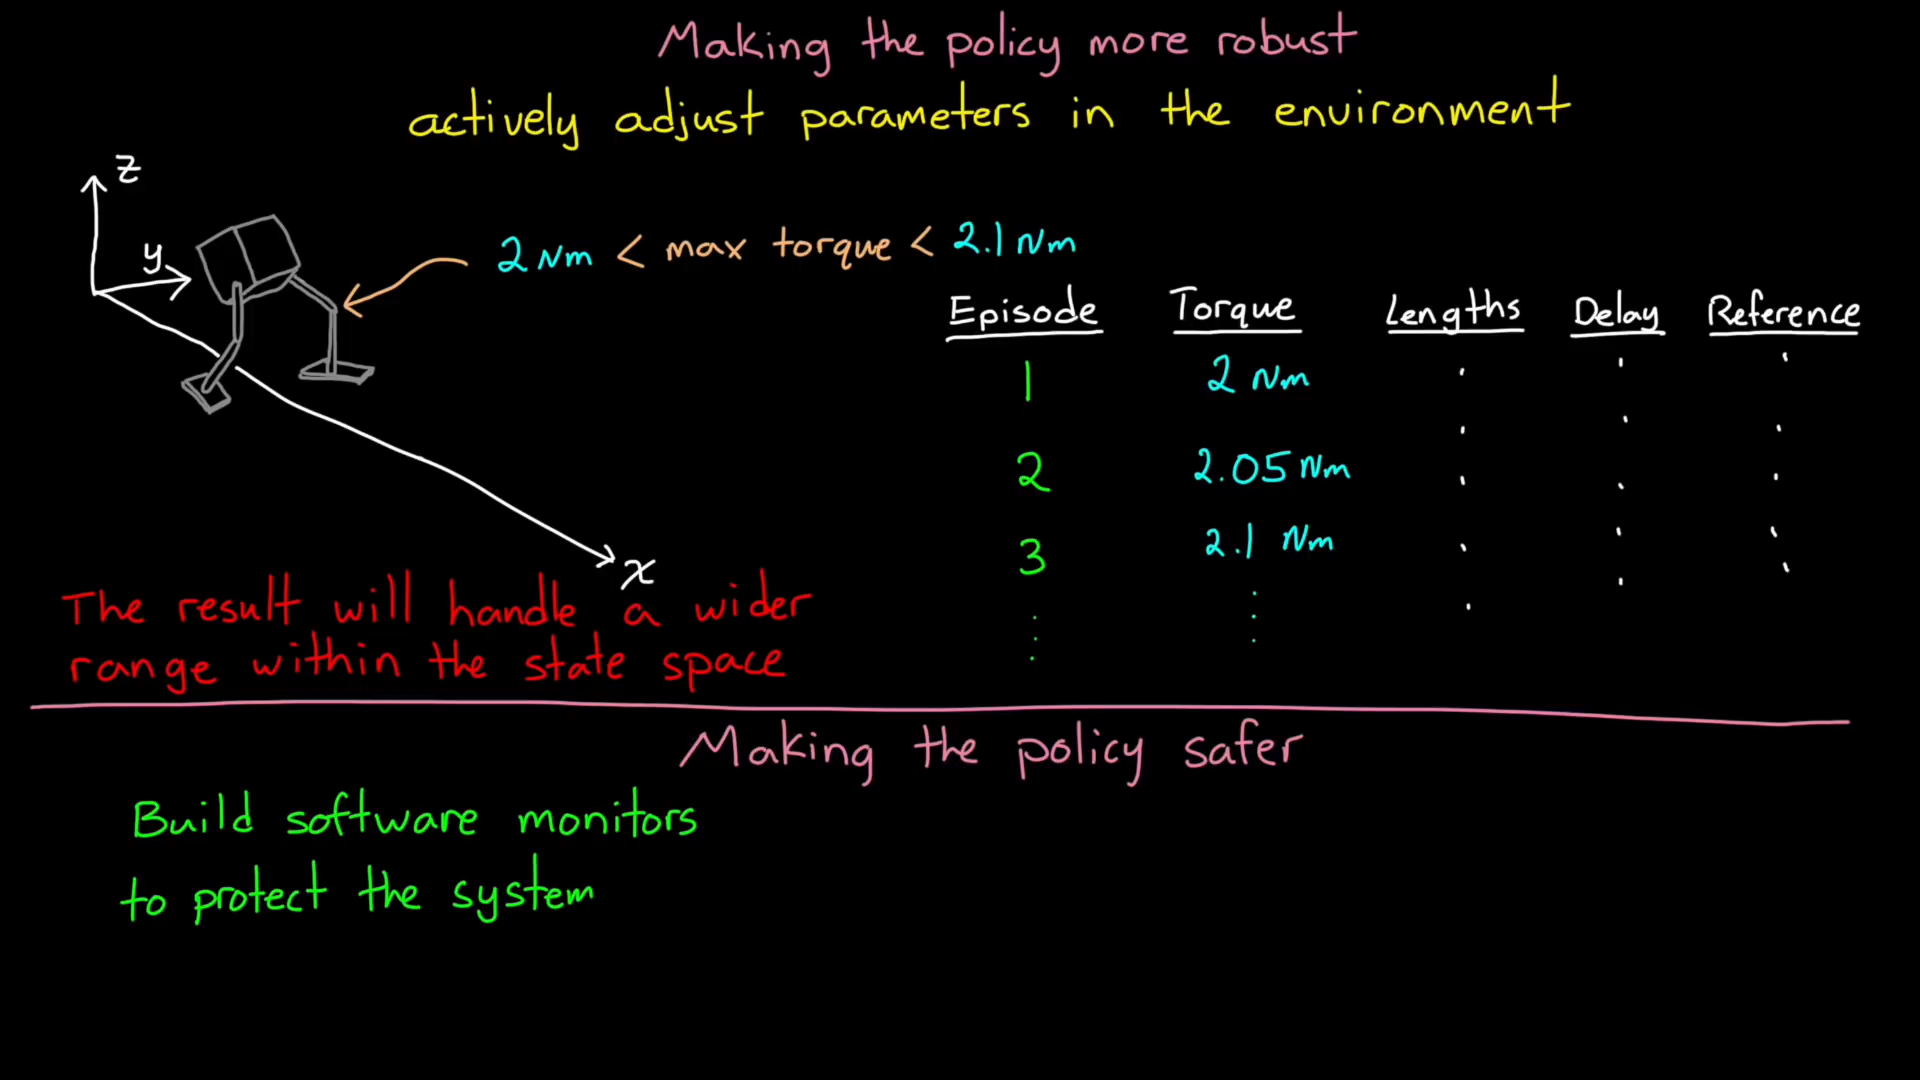 Making the policy more robust
actively adjust parameters in the environment
z
y
2 Nm < max torque < 2.1 Nm
Episode Torque Lengths Delay Reference
1 2 Nm
2 2.05 Nm
3 2.1 Nm
x
The result will handle a wider
range within the state space
Making the policy safer
Build software monitors
to protect the system